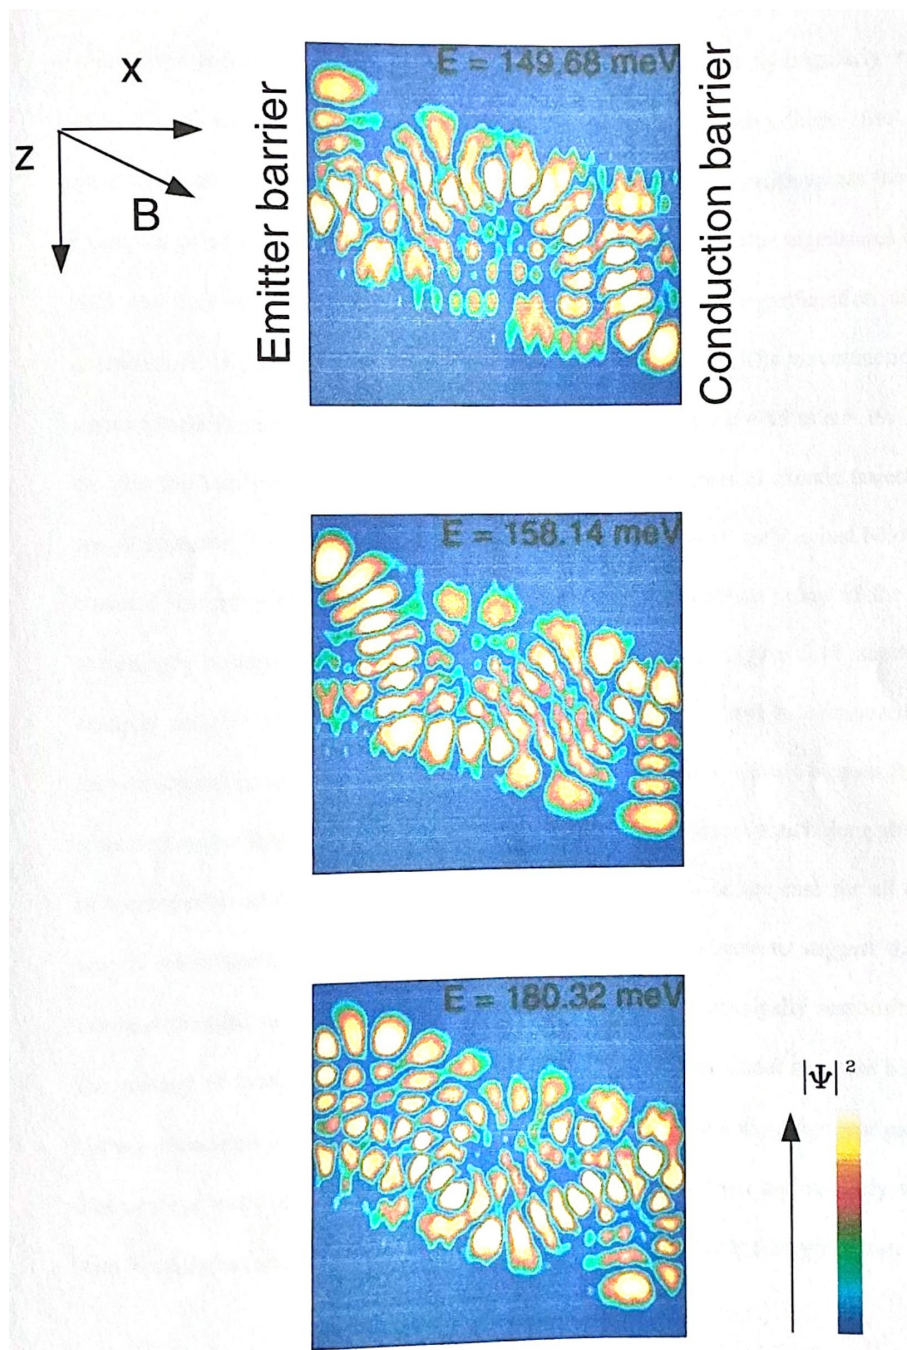 E = 149.68 meV
x
z
B
Emitter barrier
Conduction barrier
E = 158.14 meV
E = 180.32 meV
|Ψ|²